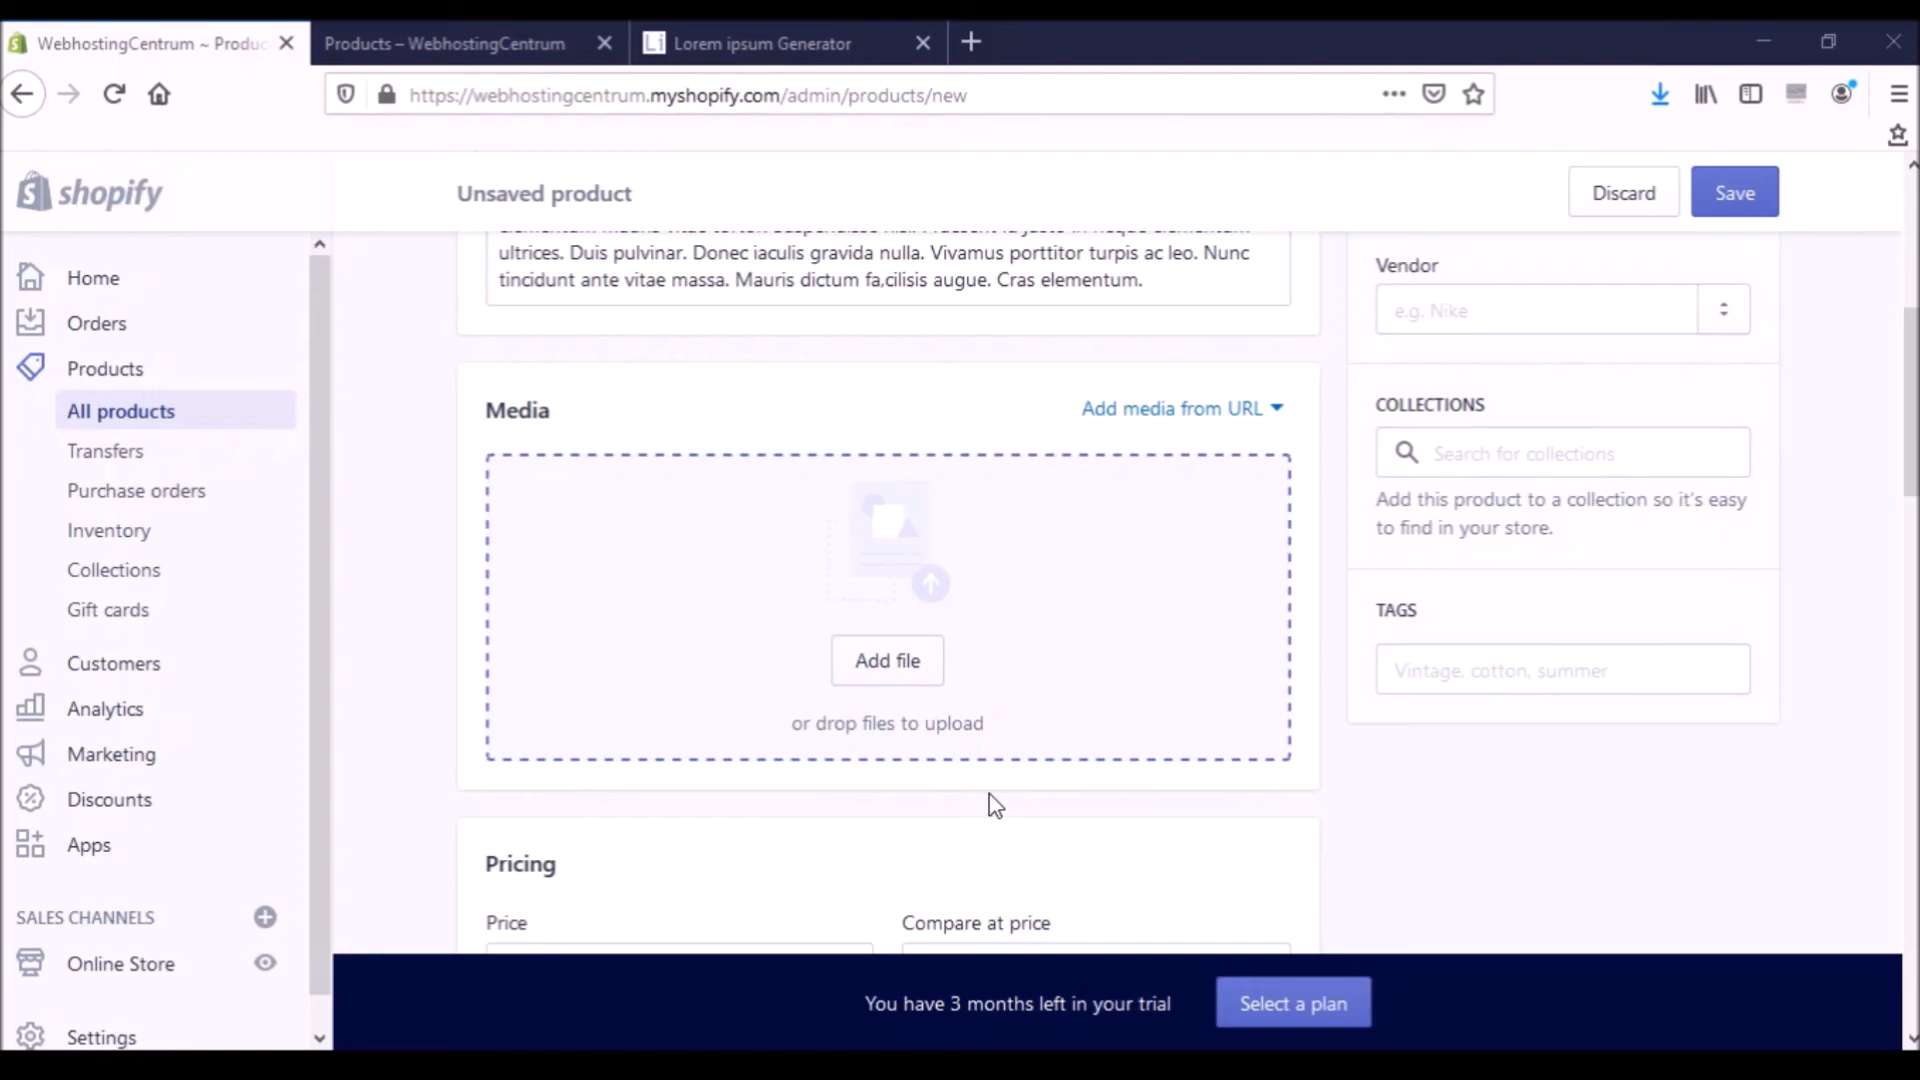 WebhostingCentrum ~ Produc
Products – WebhostingCentrum
Li Lorem ipsum Generator
https://webhostingcentrum.myshopify.com/admin/products/new
shopify
Unsaved product
Discard
Save
Home
Orders
Products
All products
Transfers
Purchase orders
Inventory
Collections
Gift cards
Customers
Analytics
Marketing
Discounts
Apps
SALES CHANNELS
Online Store
Settings
ultrices. Duis pulvinar. Donec iaculis gravida nulla. Vivamus porttitor turpis ac leo. Nunc
tincidunt ante vitae massa. Mauris dictum fa,cilisis augue. Cras elementum.
Media
Add media from URL
Add file
or drop files to upload
Pricing
Price
Compare at price
Vendor
e.g. Nike
COLLECTIONS
Search for collections
Add this product to a collection so it's easy
to find in your store.
TAGS
Vintage, cotton, summer
You have 3 months left in your trial
Select a plan